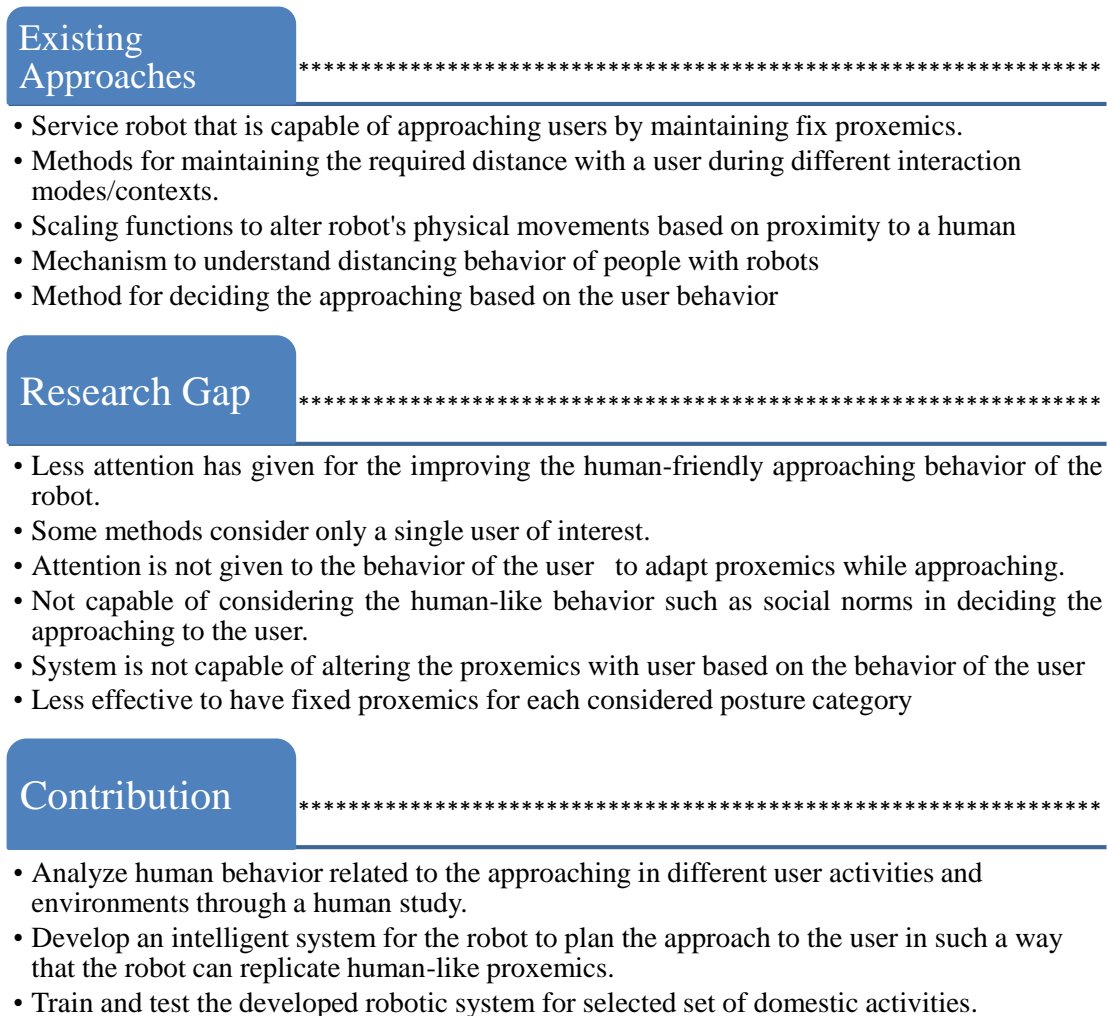 Existing
Approaches
*****************************************************************
• Service robot that is capable of approaching users by maintaining fix proxemics.
• Methods for maintaining the required distance with a user during different interaction
modes/contexts.
• Scaling functions to alter robot's physical movements based on proximity to a human
• Mechanism to understand distancing behavior of people with robots
• Method for deciding the approaching based on the user behavior
Research Gap
*****************************************************************
• Less attention has given for the improving the human-friendly approaching behavior of the
robot.
• Some methods consider only a single user of interest.
• Attention is not given to the behavior of the user   to adapt proxemics while approaching.
• Not capable of considering the human-like behavior such as social norms in deciding the
approaching to the user.
• System is not capable of altering the proxemics with user based on the behavior of the user
• Less effective to have fixed proxemics for each considered posture category
Contribution
*****************************************************************
• Analyze human behavior related to the approaching in different user activities and
environments through a human study.
• Develop an intelligent system for the robot to plan the approach to the user in such a way
that the robot can replicate human-like proxemics.
• Train and test the developed robotic system for selected set of domestic activities.